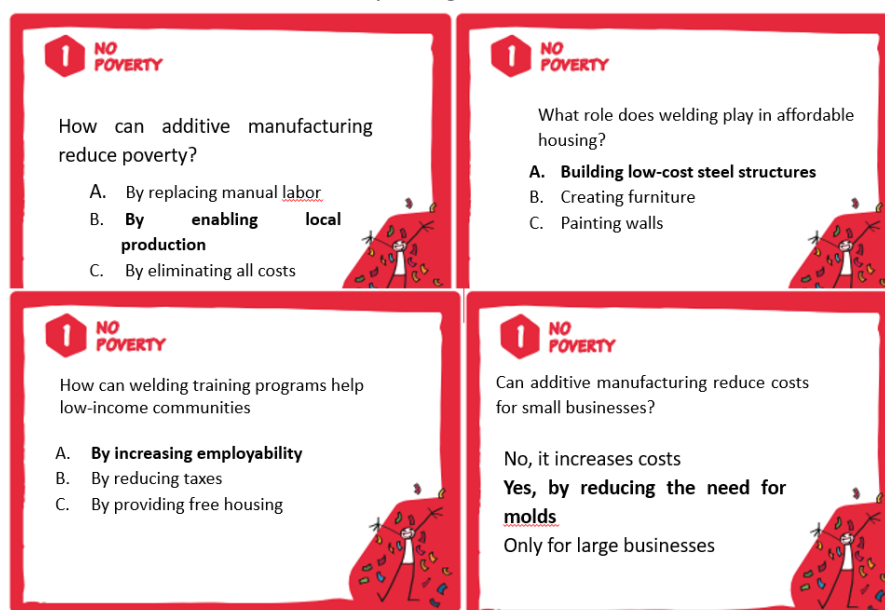 1 NO
POVERTY
How can additive manufacturing
reduce poverty?
A. By replacing manual labor
B. By enabling local
production
C. By eliminating all costs
1 NO
POVERTY
What role does welding play in affordable
housing?
A. Building low-cost steel structures
B. Creating furniture
C. Painting walls
1 NO
POVERTY
How can welding training programs help
low-income communities
A. By increasing employability
B. By reducing taxes
C. By providing free housing
1 NO
POVERTY
Can additive manufacturing reduce costs
for small businesses?
No, it increases costs
Yes, by reducing the need for
molds
Only for large businesses